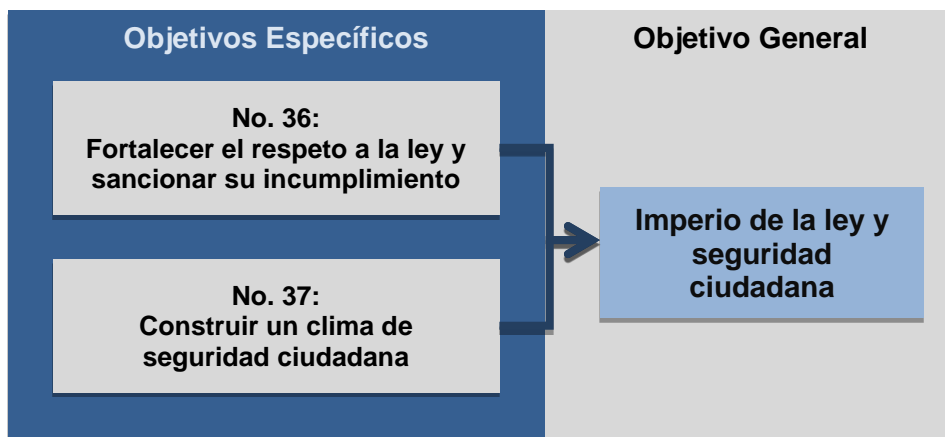 Objetivos Específicos
Objetivo General
No. 36:
Fortalecer el respeto a la ley y
sancionar su incumplimiento
Imperio de la ley y
seguridad
ciudadana
No. 37:
Construir un clima de
seguridad ciudadana